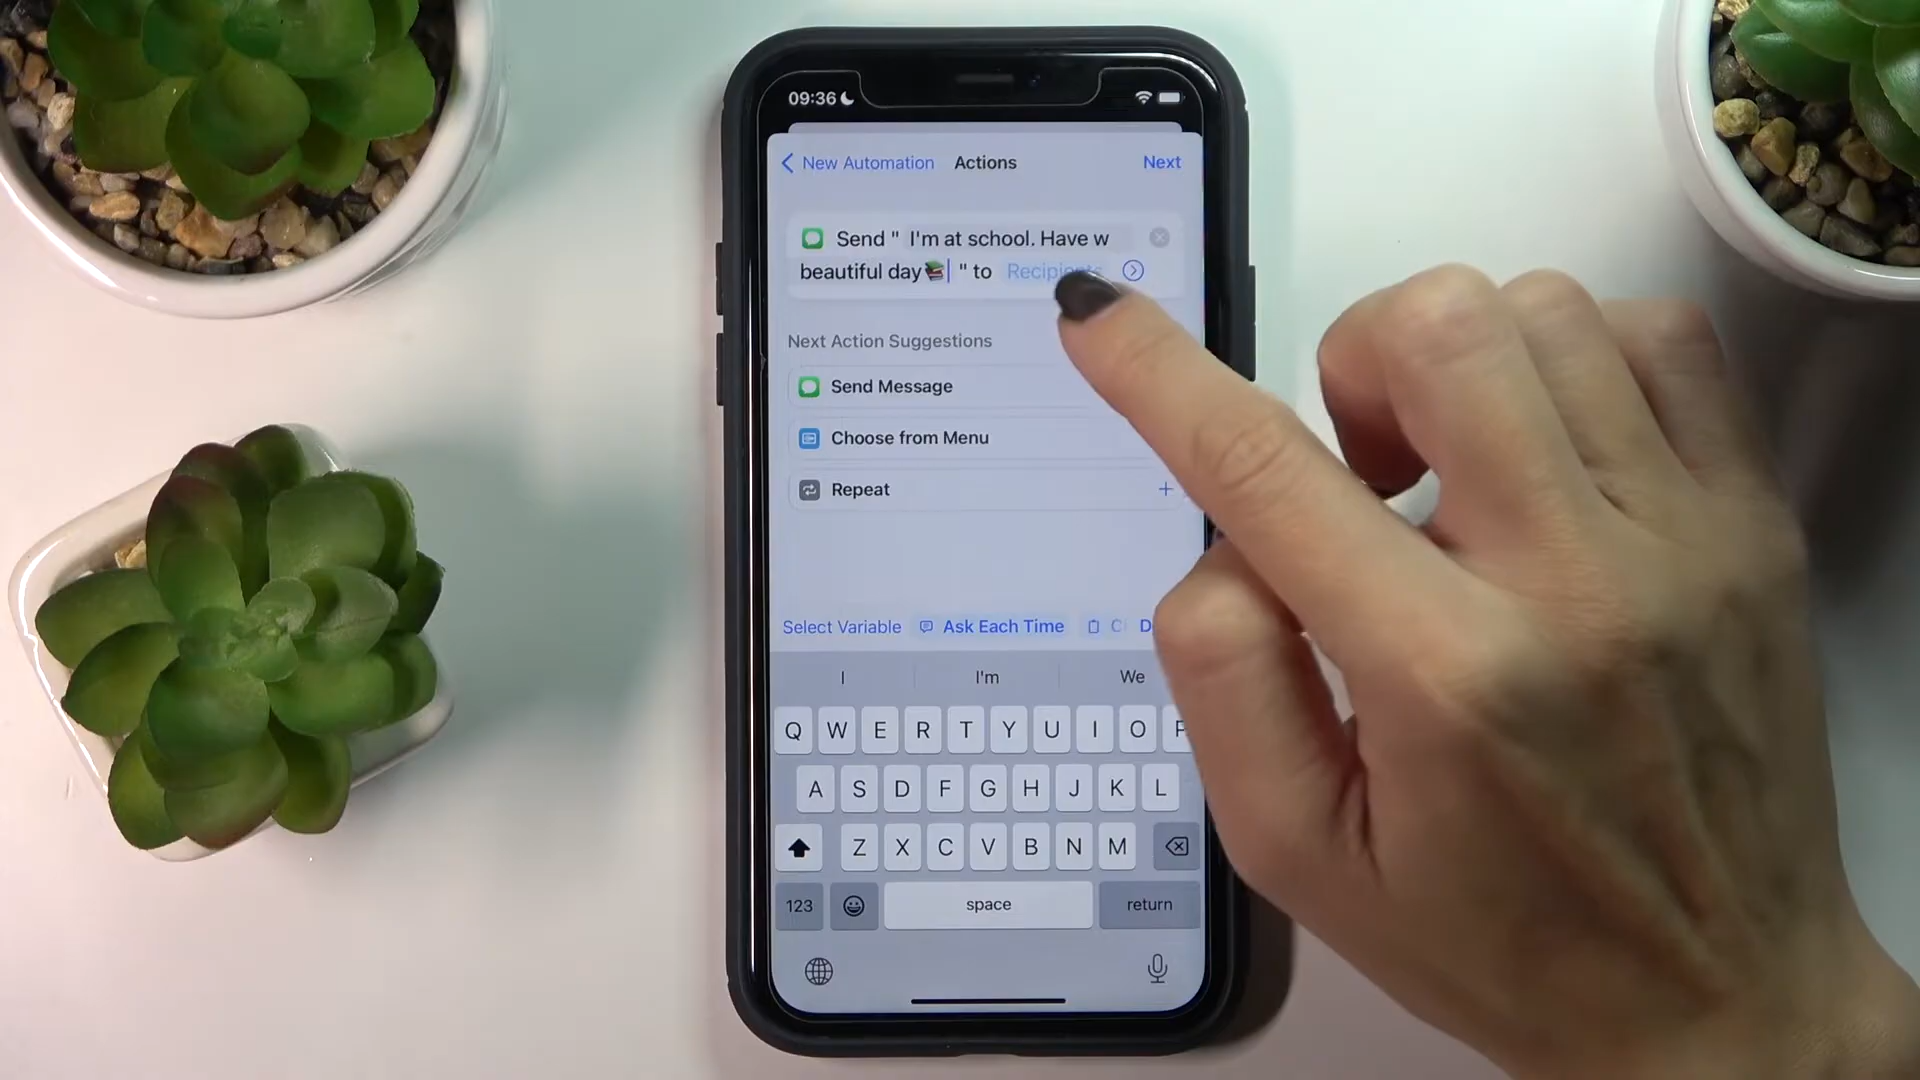 09:36
New Automation Actions Next
Send " I'm at school. Have w
beautiful day📚 " to Recipients
Next Action Suggestions
Send Message
Choose from Menu
Repeat +
Select Variable Ask Each Time
I I'm We
Q W E R T Y U I O P
A S D F G H J K L
Z X C V B N M
123 space return